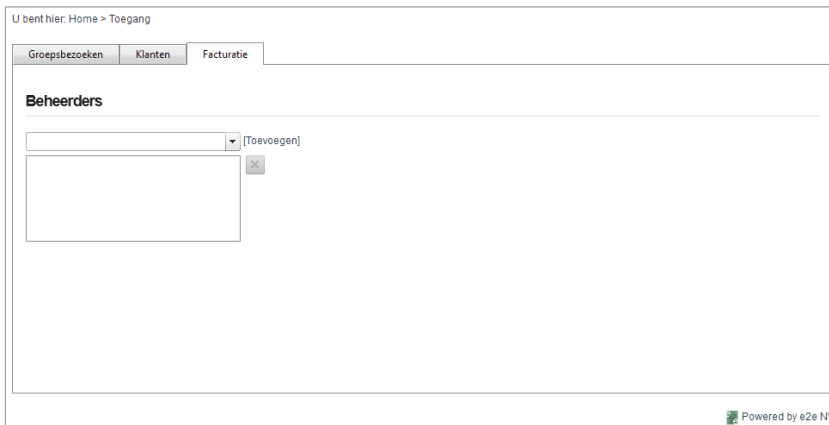 U bent hier: Home > Toegang
Groepsbezoeken Klanten Facturatie
Beheerders
[Toevoegen]
Powered by e2e